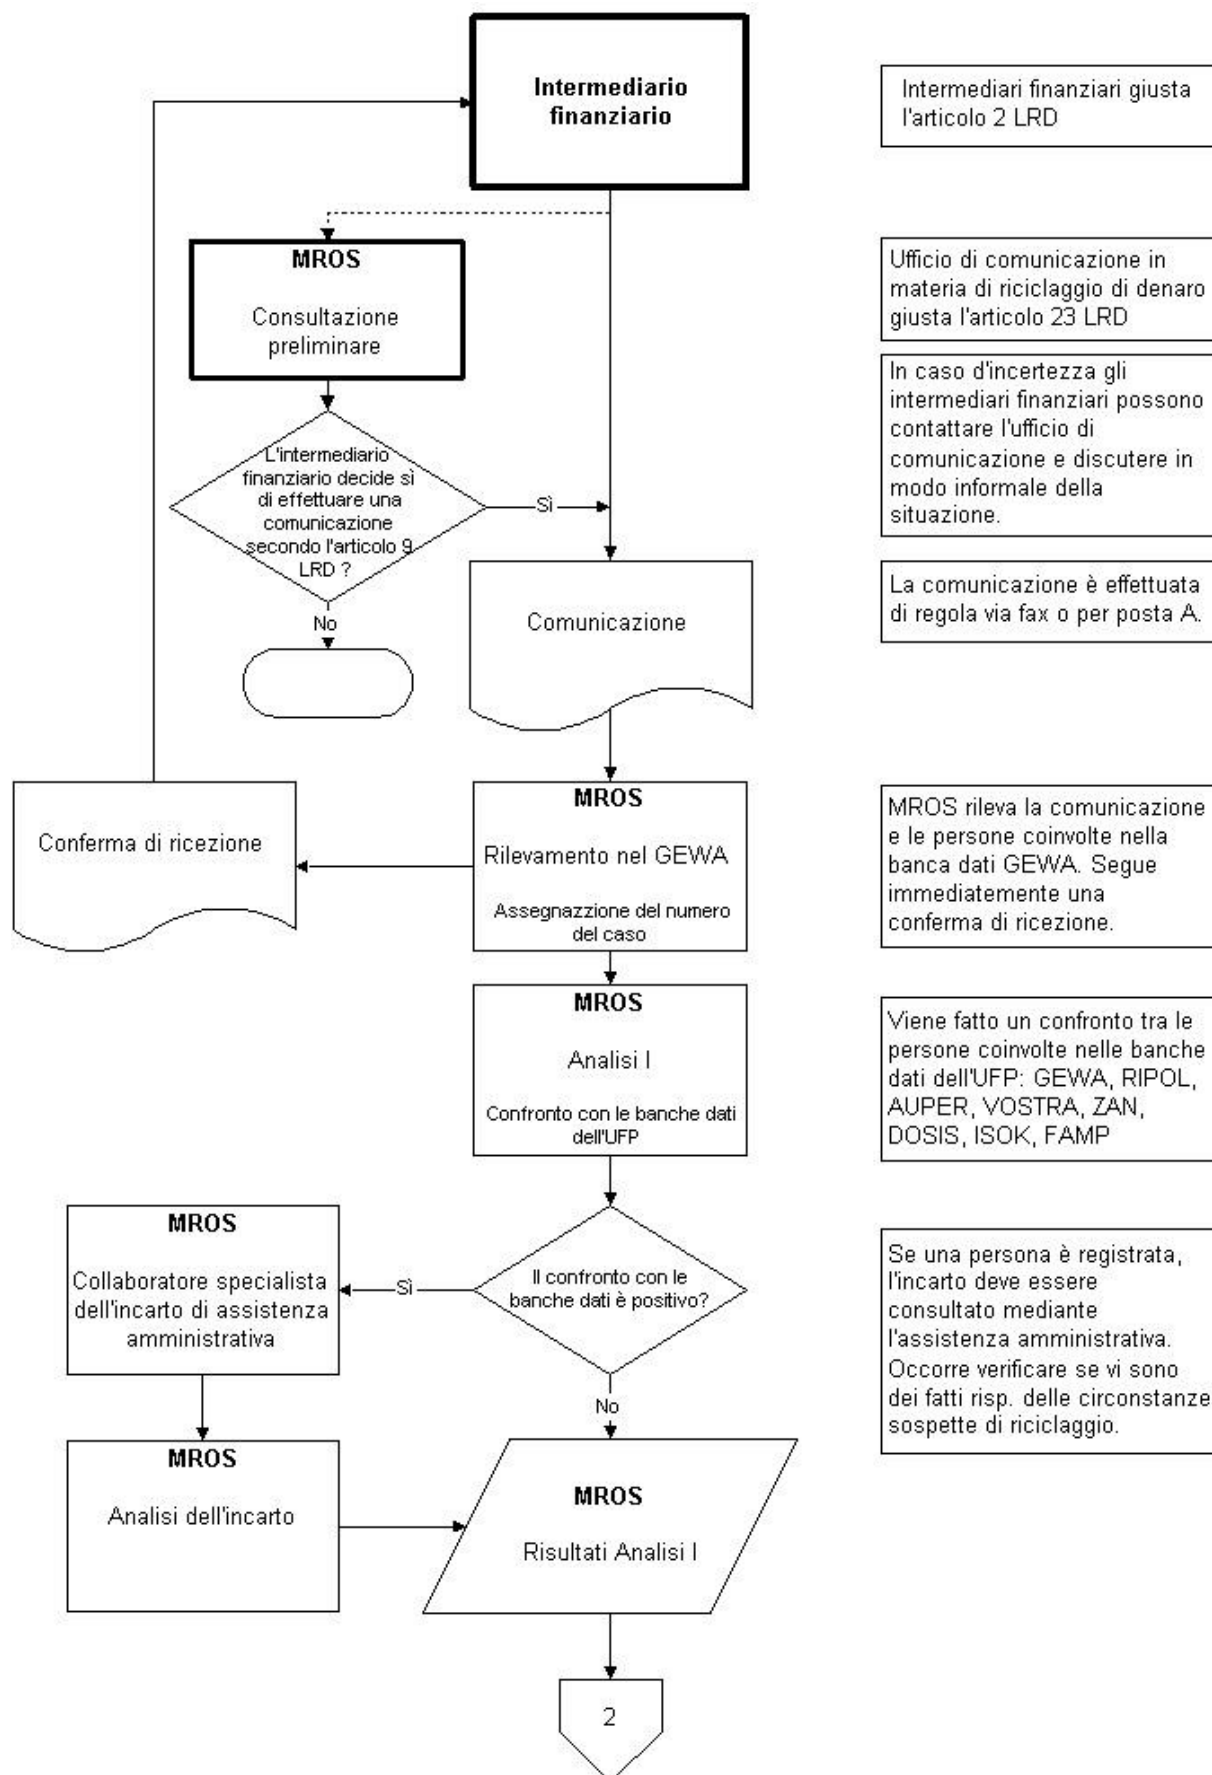 Intermediario
finanziario
Intermediari finanziari giusta
l'articolo 2 LRD
MROS
Consultazione
preliminare
Ufficio di comunicazione in
materia di riciclaggio di denaro
giusta l'articolo 23 LRD
In caso d'incertezza gli
intermediari finanziari possono
contattare l'ufficio di
comunicazione e discutere in
modo informale della
situazione.
L'intermediario
finanziario decide sì
di effettuare una
comunicazione
secondo l'articolo 9
LRD ?
Sì
No
Comunicazione
La comunicazione è effettuata
di regola via fax o per posta A.
Conferma di ricezione
MROS
Rilevamento nel GEWA
Assegnazzione del numero
del caso
MROS rileva la comunicazione
e le persone coinvolte nella
banca dati GEWA. Segue
immediatemente una
conferma di ricezione.
MROS
Analisi I
Confronto con le banche dati
dell'UFP
Viene fatto un confronto tra le
persone coinvolte nelle banche
dati dell'UFP: GEWA, RIPOL,
AUPER, VOSTRA, ZAN,
DOSIS, ISOK, FAMP
MROS
Collaboratore specialista
dell'incarto di assistenza
amministrativa
Sì
Il confronto con le
banche dati è positivo?
No
Se una persona è registrata,
l'incarto deve essere
consultato mediante
l'assistenza amministrativa.
Occorre verificare se vi sono
dei fatti risp. delle circostanze
sospette di riciclaggio.
MROS
Analisi dell'incarto
MROS
Risultati Analisi I
2